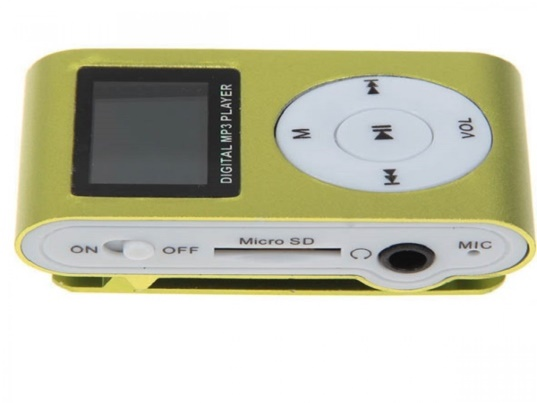 DIGITAL MP3 PLAYER
M
VOL
ON
OFF
Micro SD
MIC